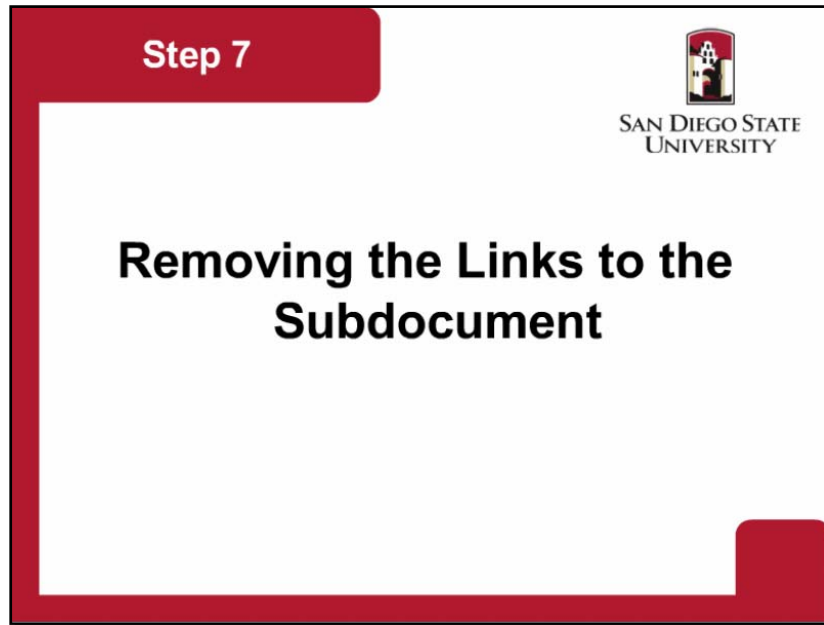 Step 7
SAN DIEGO STATE
UNIVERSITY
Removing the Links to the
Subdocument